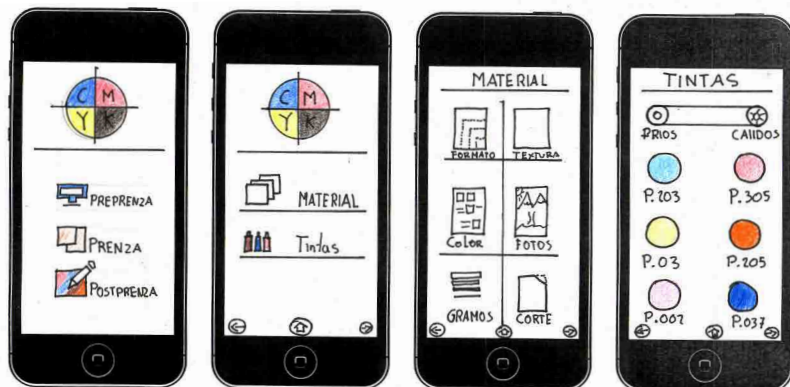 C M
Y K
PREPRENZA
PRENZA
POSTPRENZA
C M
Y K
MATERIAL
Tintas
MATERIAL
FORMATO TEXTURA
COLOR FOTOS
GRAMOS CORTE
TINTAS
FRIOS CALIDOS
P.203 P.305
P.03 P.205
P.002 P.037